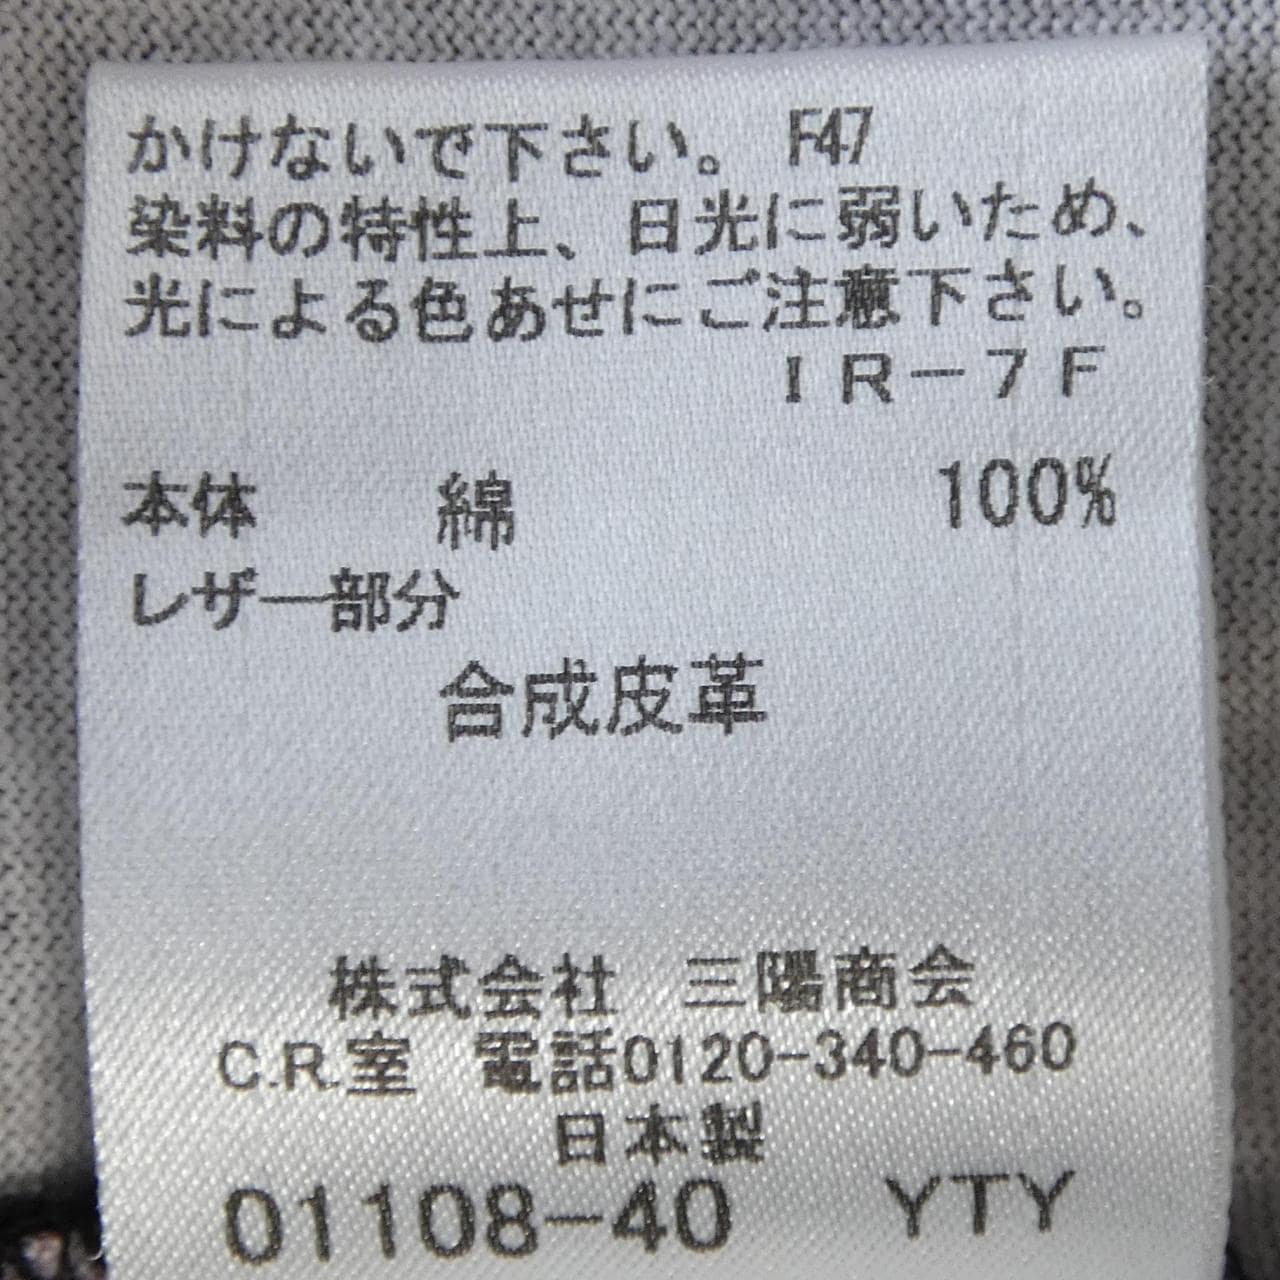 かけないで下さい。 F47
染料の特性上、日光に弱いため、
光による色あせにご注意下さい。
IR-7F
本体 綿 100%
レザー部分
合成皮革
株式会社 三陽商会
C.R.室 電話0120-340-460
日本製
01108-40 YTY